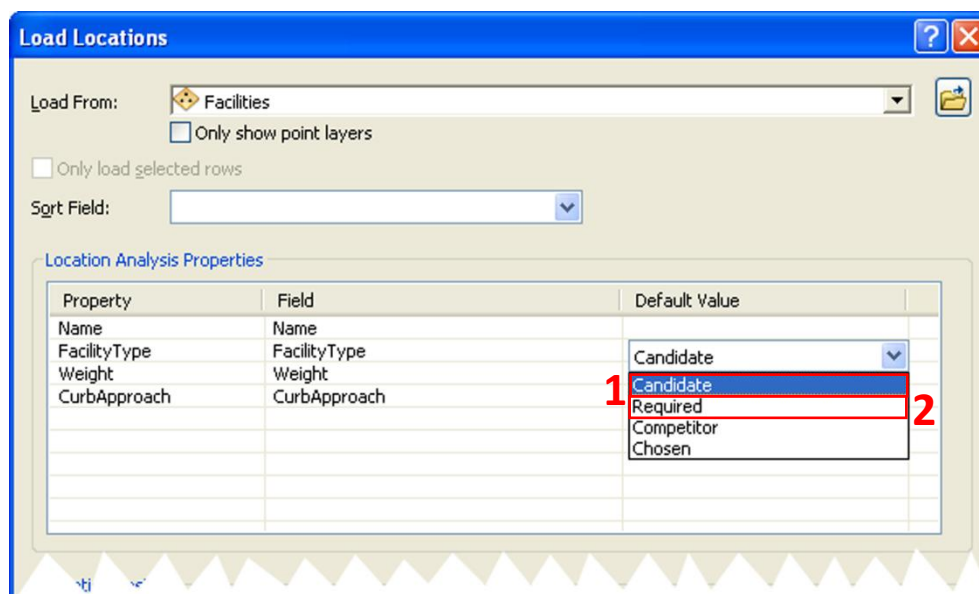 Load Locations
Load From: Facilities
Only show point layers
Only load selected rows
Sort Field:
Location Analysis Properties
Property Field Default Value
Name Name
FacilityType FacilityType Candidate
Weight Weight
1 Candidate
CurbApproach CurbApproach
Required 2
Competitor
Chosen